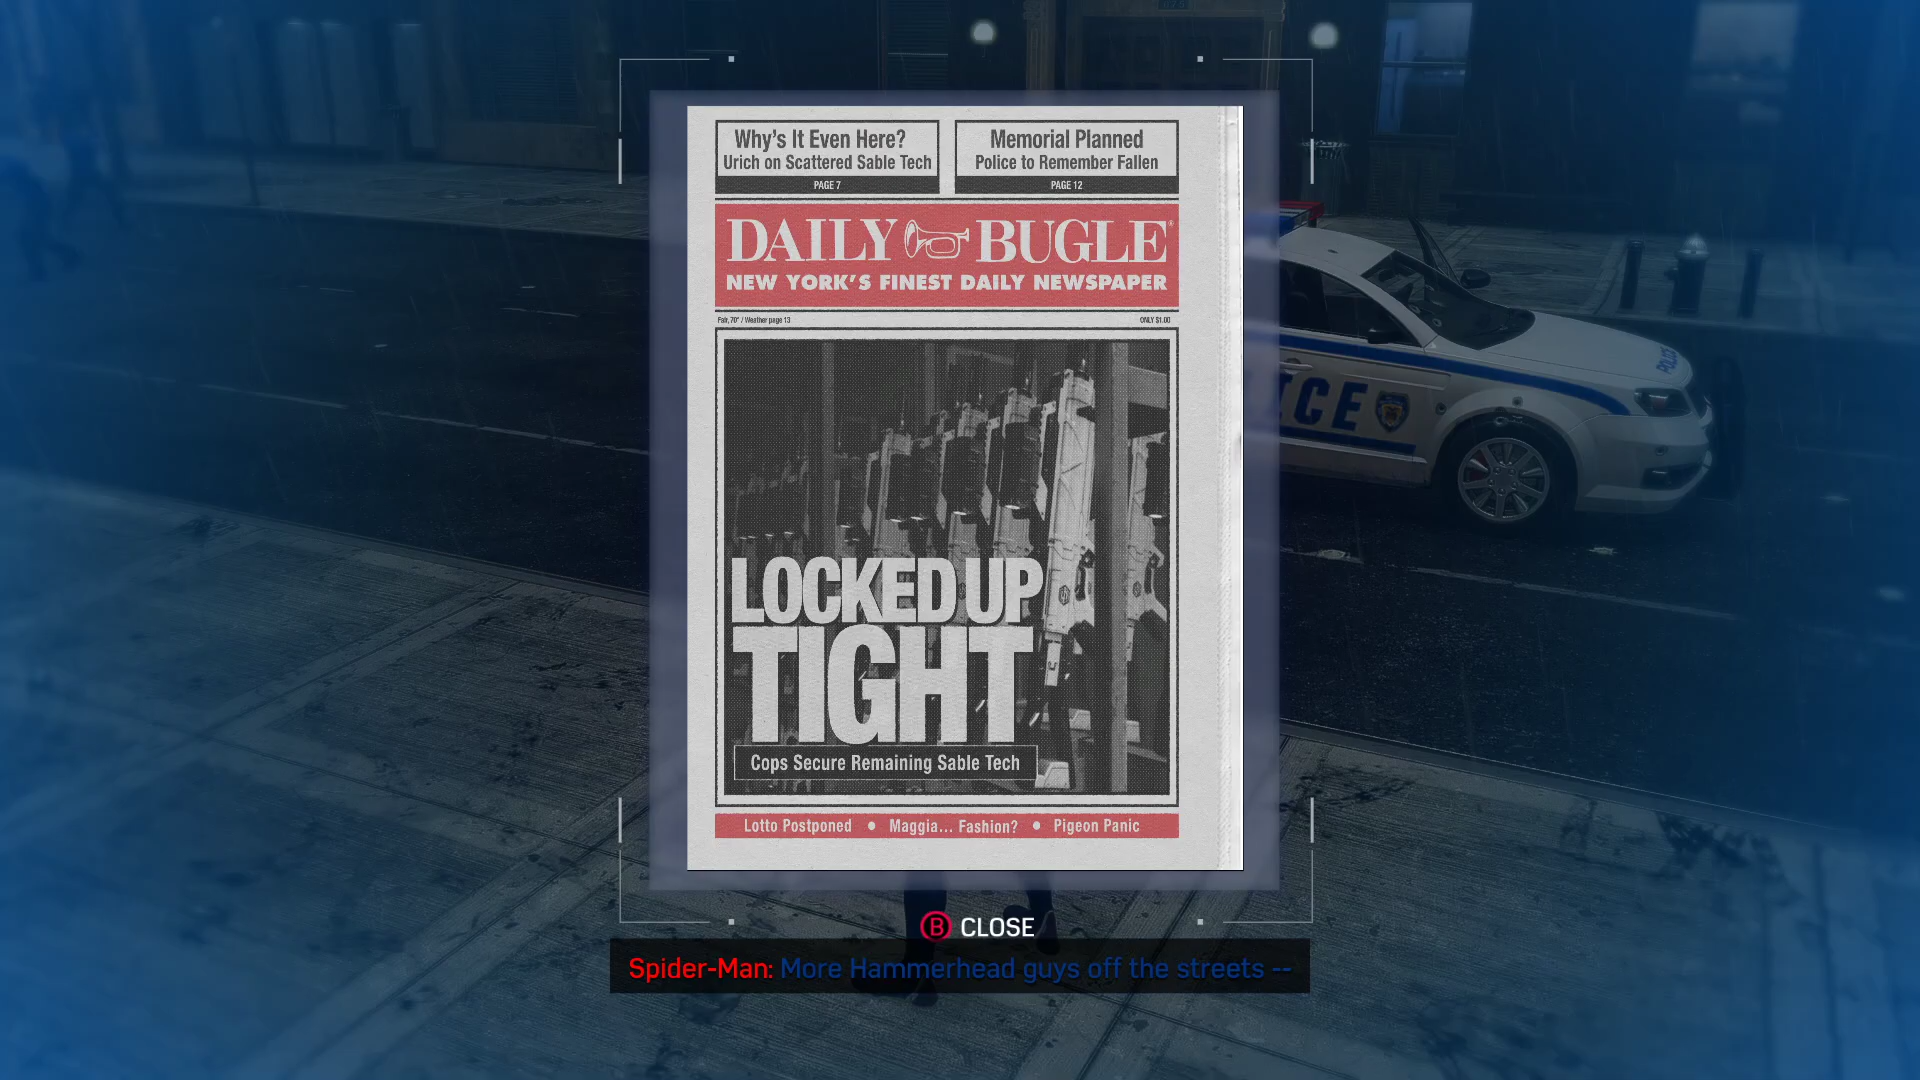 Why's It Even Here?
Urich on Scattered Sable Tech
PAGE 7
Memorial Planned
Police to Remember Fallen
PAGE 12
DAILY BUGLE
NEW YORK'S FINEST DAILY NEWSPAPER
Fair, 70° / Weather page 13
ONLY $1.00
LOCKED UP
TIGHT
Cops Secure Remaining Sable Tech
Lotto Postponed • Maggia... Fashion? • Pigeon Panic
ICE
POLICE
B CLOSE
Spider-Man: More Hammerhead guys off the streets --